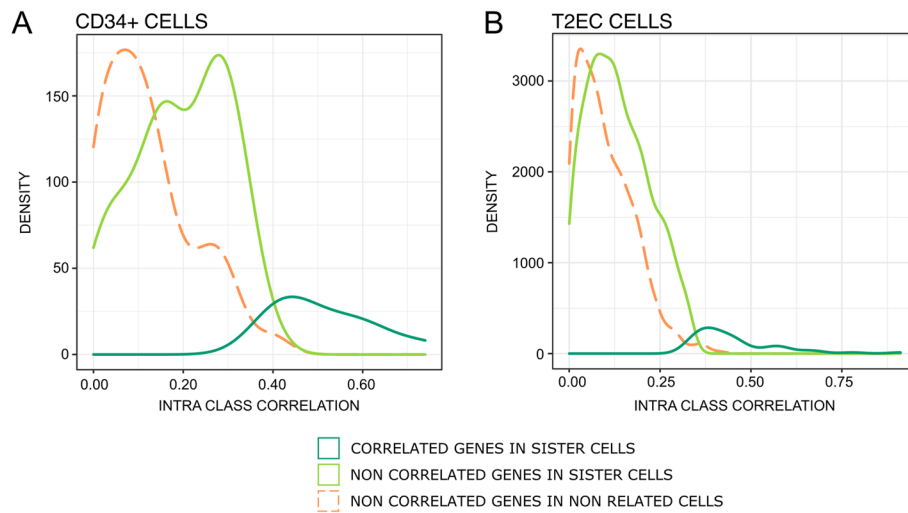 A
CD34+ CELLS
150
100
50
0
DENSITY
0.00 0.20 0.40 0.60
INTRA CLASS CORRELATION
B
T2EC CELLS
3000
2000
1000
0
DENSITY
0.00 0.25 0.50 0.75
INTRA CLASS CORRELATION
CORRELATED GENES IN SISTER CELLS
NON CORRELATED GENES IN SISTER CELLS
NON CORRELATED GENES IN NON RELATED CELLS